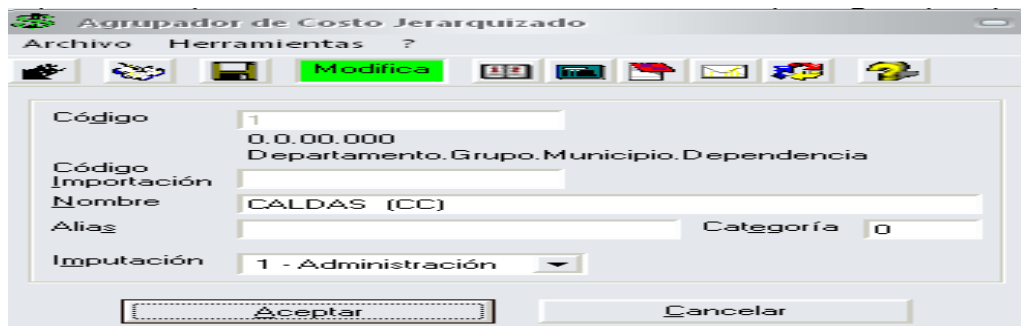 Agrupador de Costo Jerarquizado
Archivo Herramientas ?
Modifica
Código 1
0.0.00.000
Departamento.Grupo.Municipio.Dependencia
Código
Importación
Nombre CALDAS (CC)
Alias Categoría 0
Imputación 1 - Administración
Aceptar Cancelar